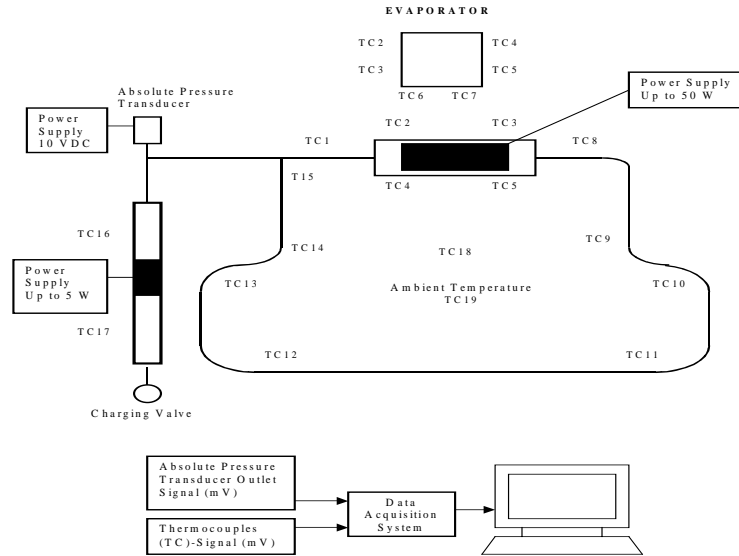 EVAPORATOR
TC2
TC4
TC3
TC5
TC6
TC7
Power Supply
Up to 50 W
Absolute Pressure
Transducer
Power
Supply
10 VDC
TC2
TC3
TC1
TC8
T15
TC4
TC5
TC16
TC14
TC18
TC9
Power
Supply
Up to 5 W
TC13
Ambient Temperature
TC19
TC10
TC17
TC12
TC11
Charging Valve
Absolute Pressure
Transducer Outlet
Signal (mV)
Data
Acquisition
System
Thermocouples
(TC)-Signal (mV)